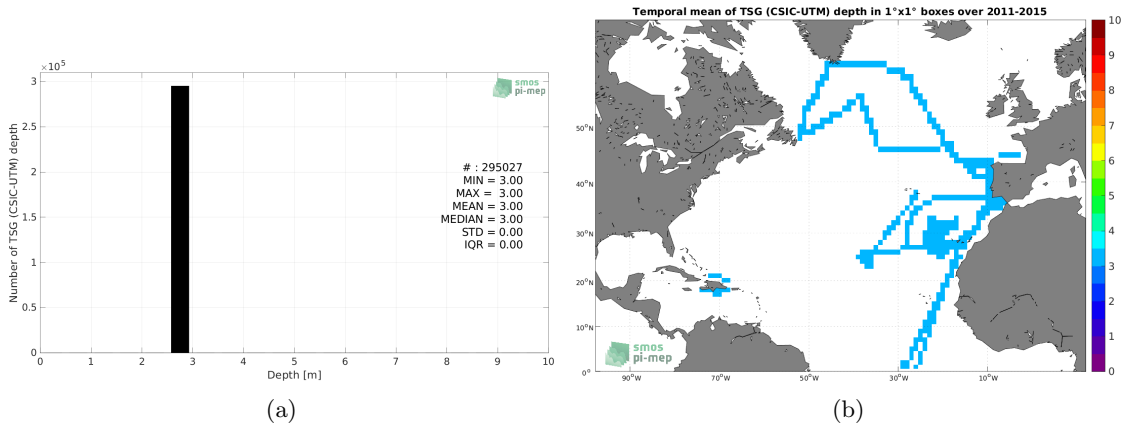 ×10⁵
3
2.5
2
1.5
1
0.5
0
0 1 2 3 4 5 6 7 8 9 10
Number of TSG (CSIC-UTM) depth
Depth [m]
smos
pi-mep
# : 295027
MIN = 3.00
MAX = 3.00
MEAN = 3.00
MEDIAN = 3.00
STD = 0.00
IQR = 0.00
(a)
Temporal mean of TSG (CSIC-UTM) depth in 1°x1° boxes over 2011-2015
50°N
40°N
30°N
20°N
10°N
0°
90°W 70°W 50°W 30°W 10°W
smos
pi-mep
10
9
8
7
6
5
4
3
2
1
0
(b)